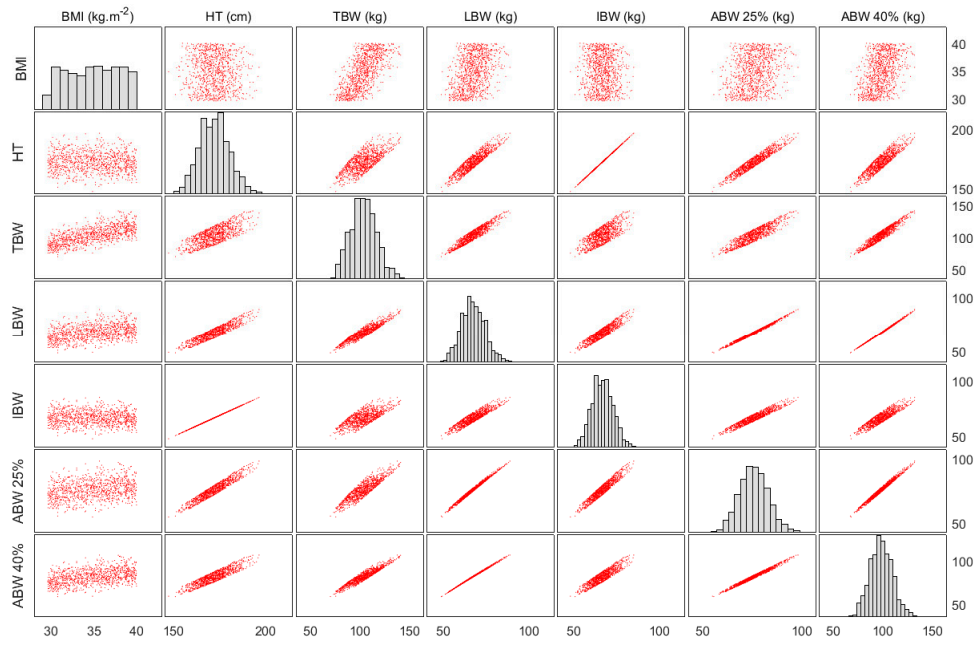 BMI (kg.m-2) HT (cm) TBW (kg) LBW (kg) IBW (kg) ABW 25% (kg) ABW 40% (kg)
BMI 40 35 30
HT 200 150
TBW 150 100 50
LBW 100 50
IBW 100 50
ABW 25% 100 50
ABW 40% 100 50
30 35 40 150 200 50 100 150 50 100 50 100 50 100 50 100 150